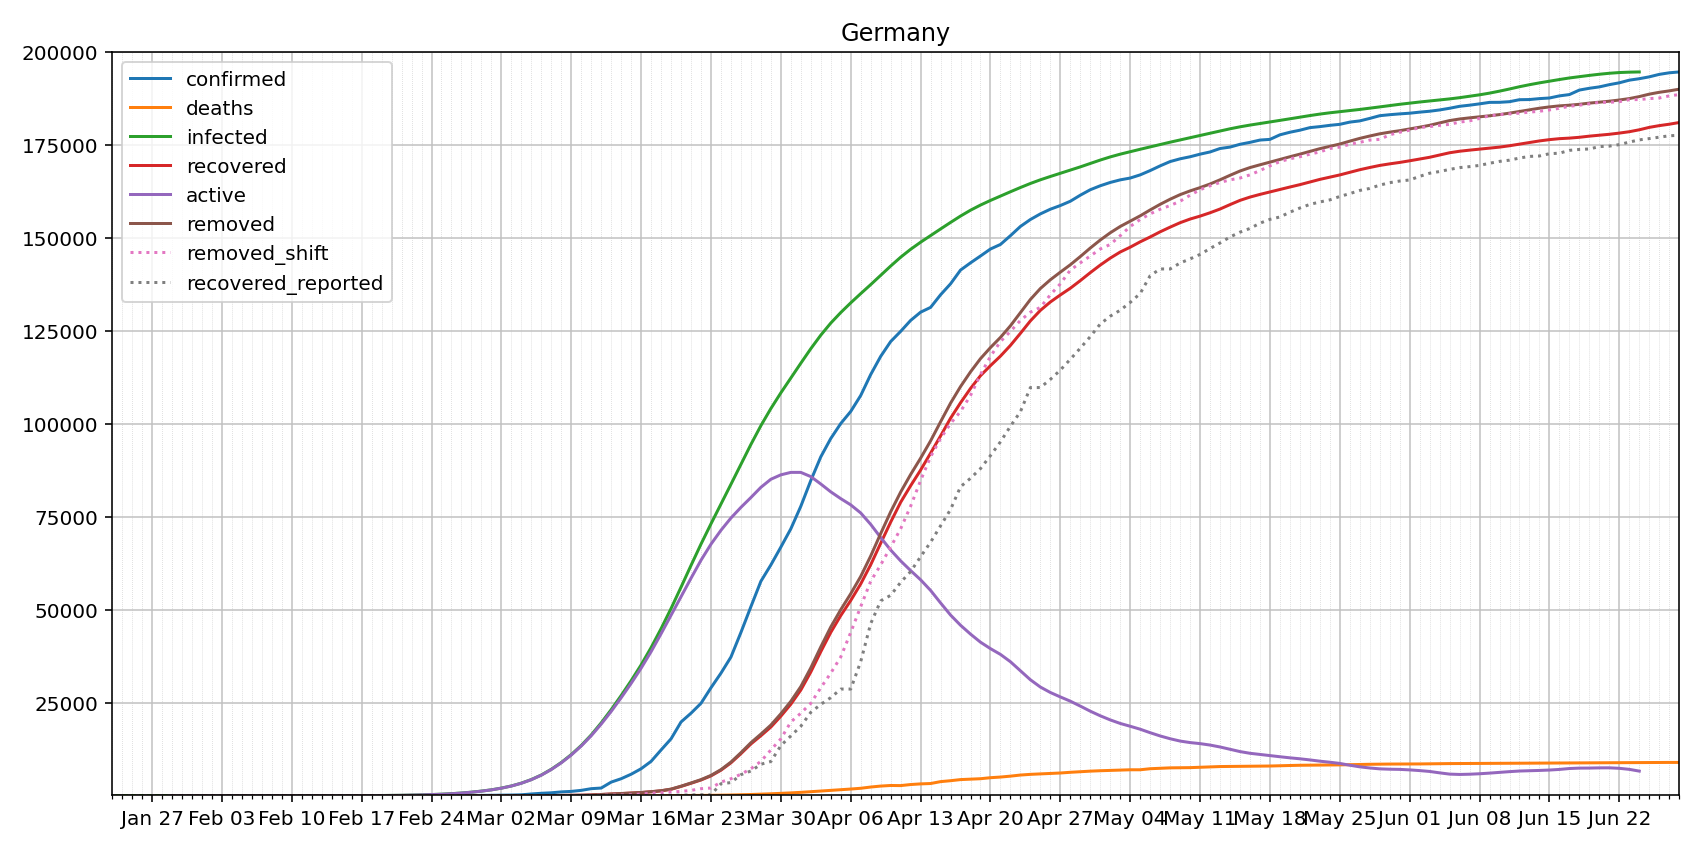 Germany
200000
175000
150000
125000
100000
75000
50000
25000
confirmed
deaths
infected
recovered
active
removed
removed_shift
recovered_reported
Jan 27 Feb 03 Feb 10 Feb 17 Feb 24 Mar 02 Mar 09 Mar 16 Mar 23 Mar 30 Apr 06 Apr 13 Apr 20 Apr 27 May 04 May 11 May 18 May 25 Jun 01 Jun 08 Jun 15 Jun 22